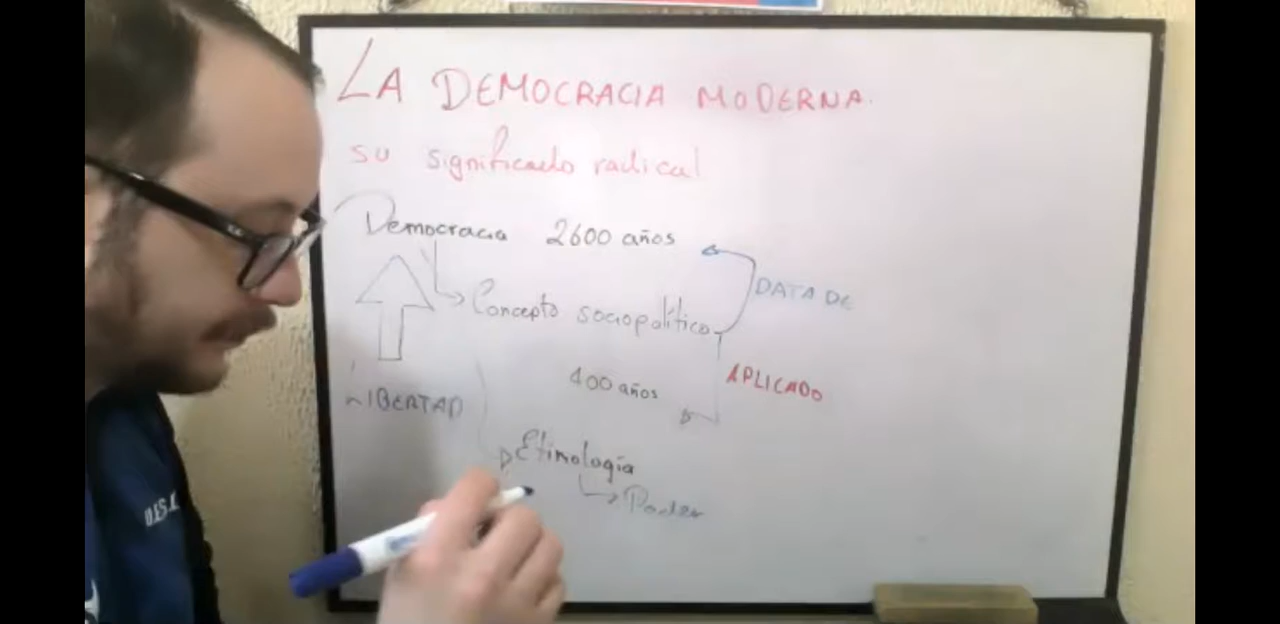 LA DEMOCRACIA MODERNA.
su significado radical
Democracia 2600 años
DATA DE
Concepto sociopolítico
APLICADO
400 años
LIBERTAD
Etimología
Poder